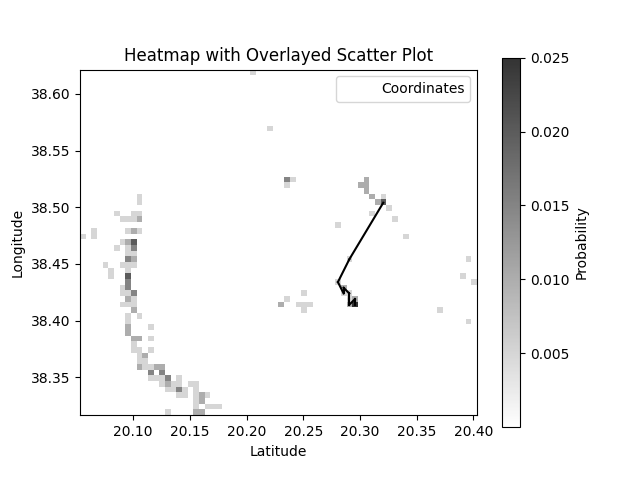 Heatmap with Overlayed Scatter Plot
Coordinates
38.60
38.55
38.50
38.45
38.40
38.35
Longitude
20.10 20.15 20.20 20.25 20.30 20.35 20.40
Latitude
0.025
0.020
0.015
0.010
0.005
Probability